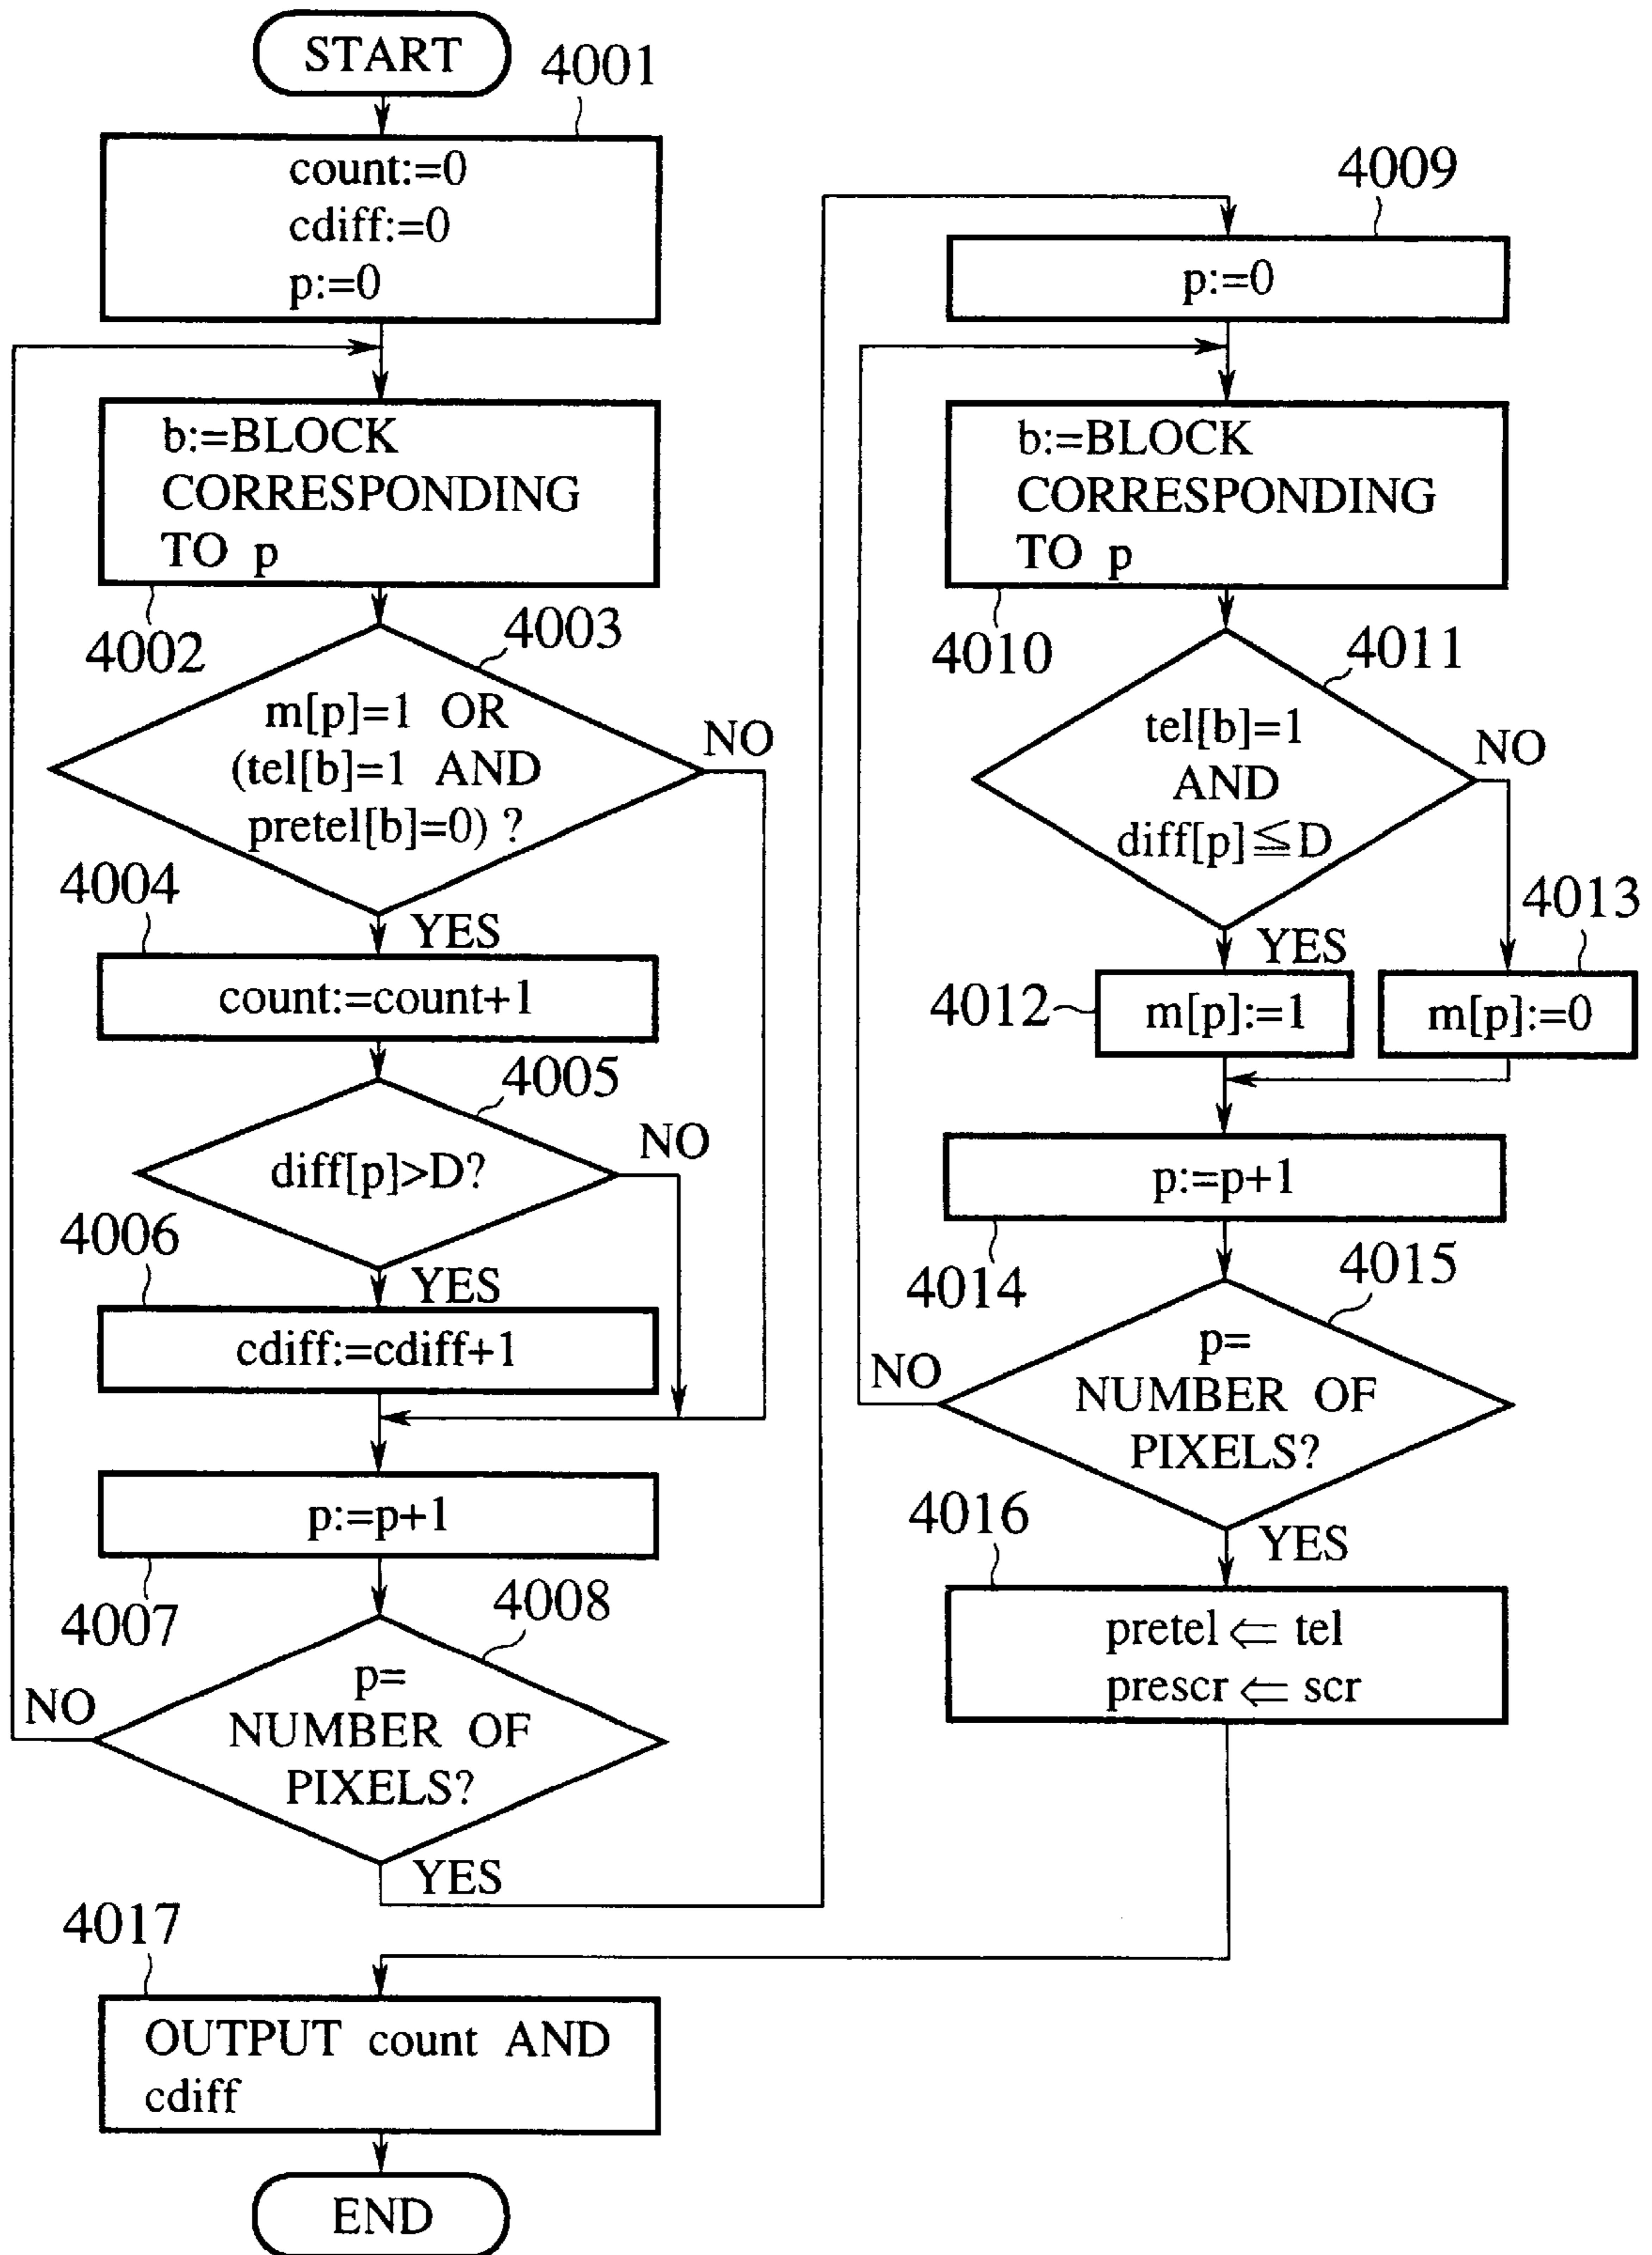 START
4001
count:=0
cdiff:=0
p:=0
b:=BLOCK
CORRESPONDING
TO p
4002
4003
m[p]=1 OR
(tel[b]=1 AND
pretel[b]=0) ?
NO
YES
4004
count:=count+1
4005
diff[p]>D?
NO
YES
4006
cdiff:=cdiff+1
p:=p+1
4007
4008
p=
NUMBER OF
PIXELS?
NO
YES
4009
p:=0
b:=BLOCK
CORRESPONDING
TO p
4010
4011
tel[b]=1
AND
diff[p]≦D
NO
YES
4013
4012
m[p]:=1
m[p]:=0
p:=p+1
4014
4015
p=
NUMBER OF
PIXELS?
NO
YES
4016
pretel ⇐ tel
prescr ⇐ scr
4017
OUTPUT count AND
cdiff
END